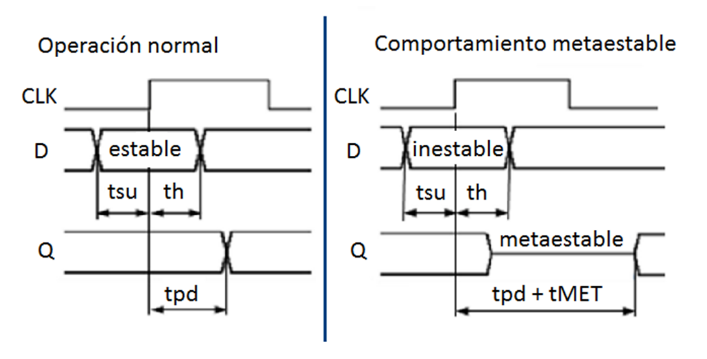 Operación normal
CLK
D
estable
tsu
th
Q
tpd
Comportamiento metaestable
CLK
D
inestable
tsu
th
Q
metaestable
tpd + tMET